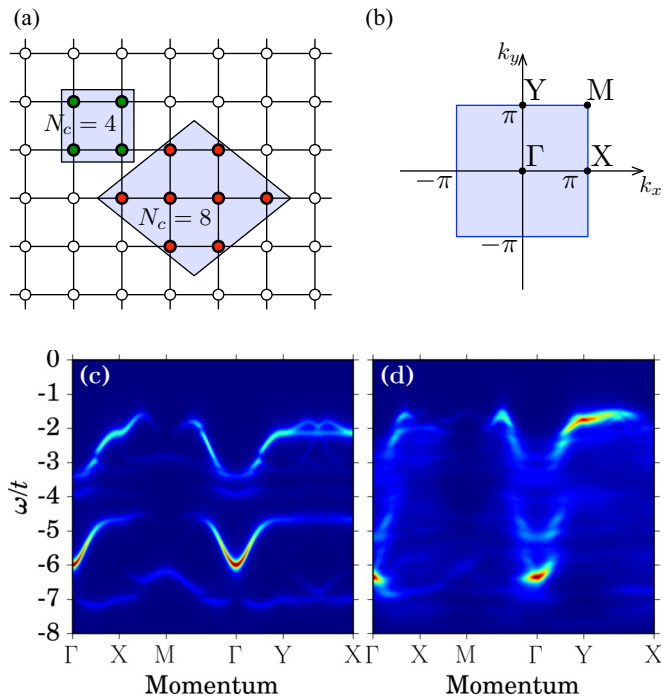 (a)
(b)
N_c = 4
N_c = 8
k_y
Y
M
π
Γ
X
−π
π
k_x
−π
(c)
(d)
0
-1
-2
-3
-4
-5
-6
-7
-8
ω/t
Γ X M Γ Y X
Γ X M Γ Y X
Momentum
Momentum